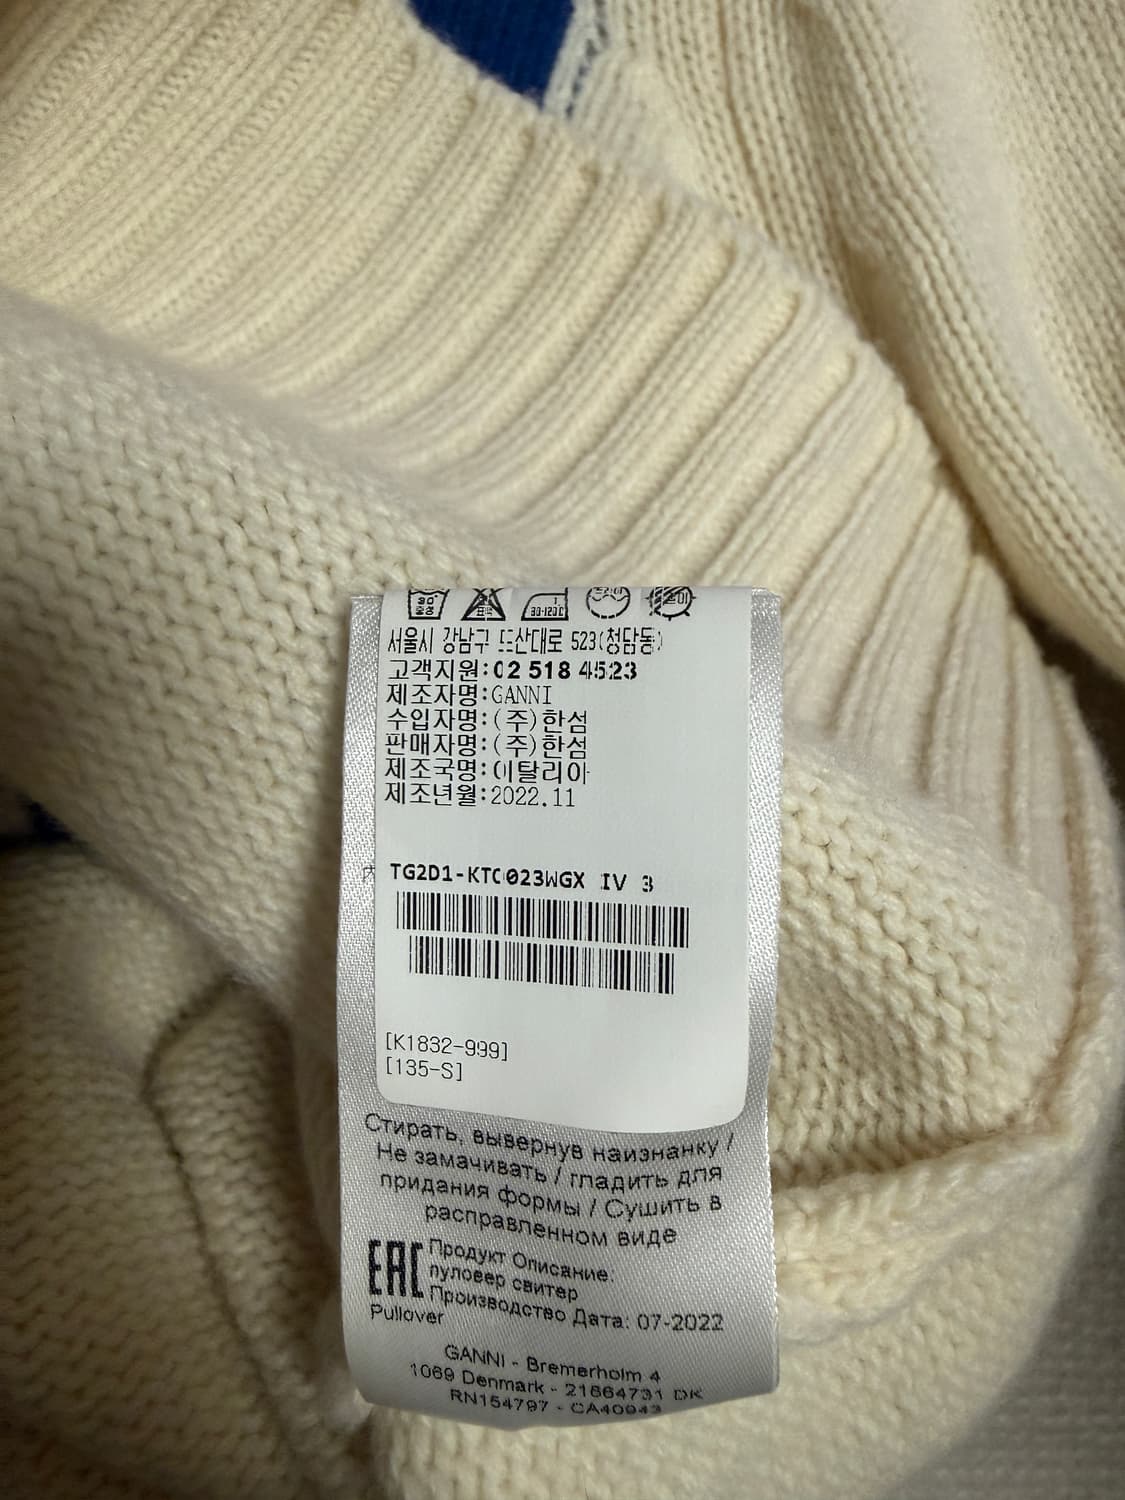 서울시 강남구 도산대로 523(청담동)
고객지원:02 518 4523
제조자명:GANNI
수입자명:(주)한섬
판매자명:(주)한섬
제조국명:이탈리아
제조년월:2022.11
TG2D1-KTO023WGX IV 3
[K1832-999]
[135-S]
Стирать, вывернув наизнанку /
Не замачивать / гладить для
придания формы / Сушить в
расправленном виде
EAC Продукт Описание:
пуловер свитер
Производство Дата: 07-2022
Pullover
GANNI - Bremerholm 4
1069 Denmark - 21864731 DK
RN154797 - CA40943